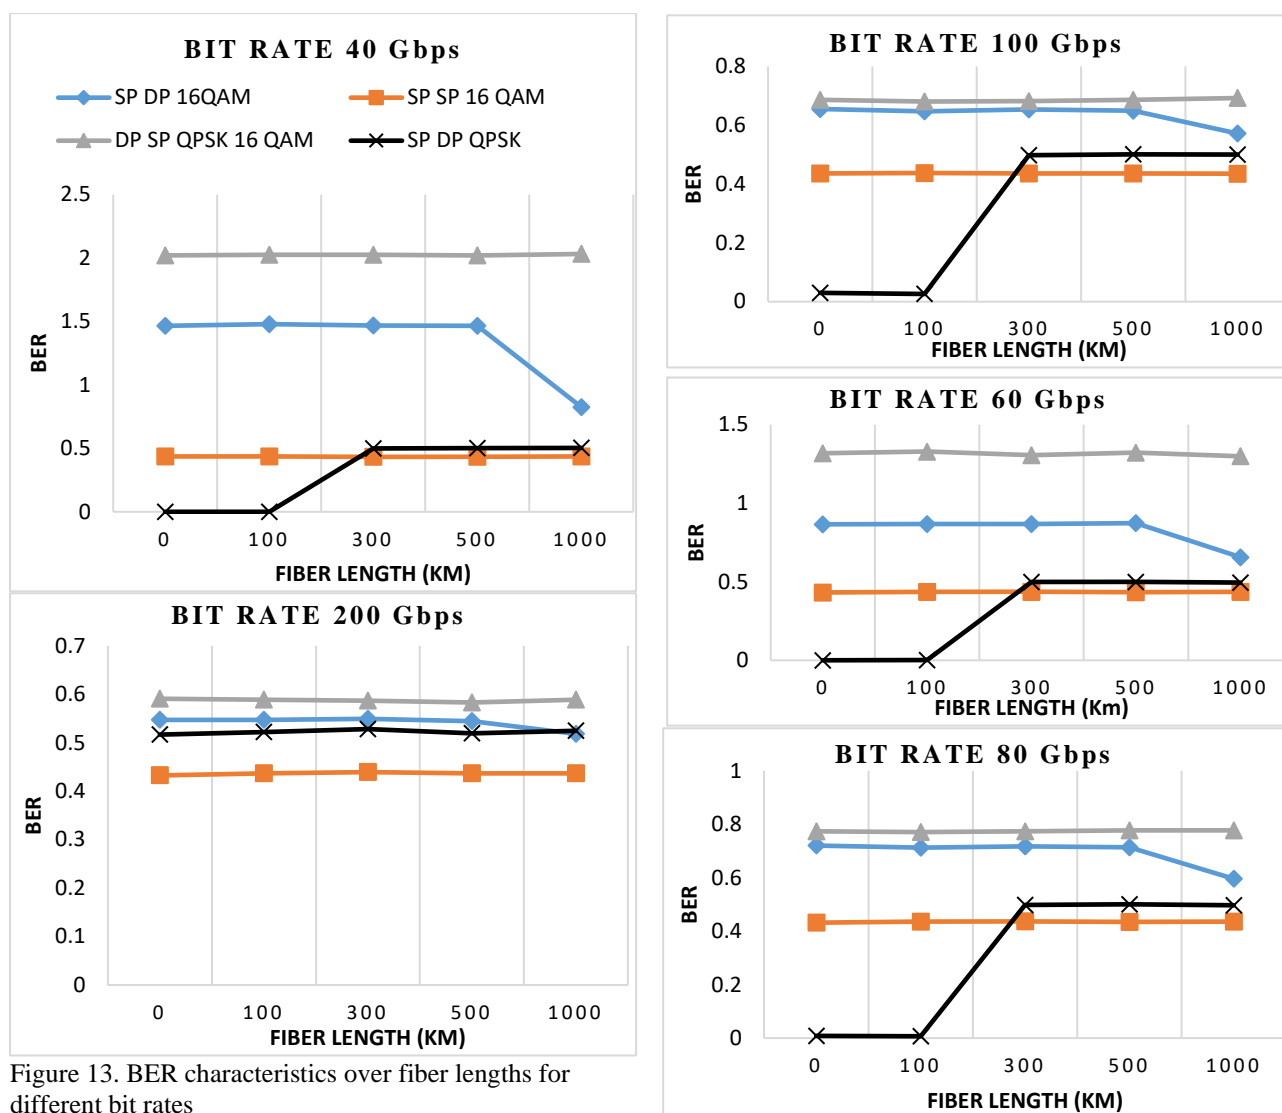 BIT RATE 40 Gbps
SP DP 16QAM
SP SP 16 QAM
DP SP QPSK 16 QAM
SP DP QPSK
2.5
2
1.5
1
0.5
0
BER
0 100 300 500 1000
FIBER LENGTH (KM)
BIT RATE 200 Gbps
0.7
0.6
0.5
0.4
0.3
0.2
0.1
0
BER
0 100 300 500 1000
FIBER LENGTH (KM)
Figure 13. BER characteristics over fiber lengths for
different bit rates
BIT RATE 100 Gbps
0.8
0.6
0.4
0.2
0
BER
0 100 300 500 1000
FIBER LENGTH (KM)
BIT RATE 60 Gbps
1.5
1
0.5
0
BER
0 100 300 500 1000
FIBER LENGTH (Km)
BIT RATE 80 Gbps
1
0.8
0.6
0.4
0.2
0
BER
0 100 300 500 1000
FIBER LENGTH (KM)